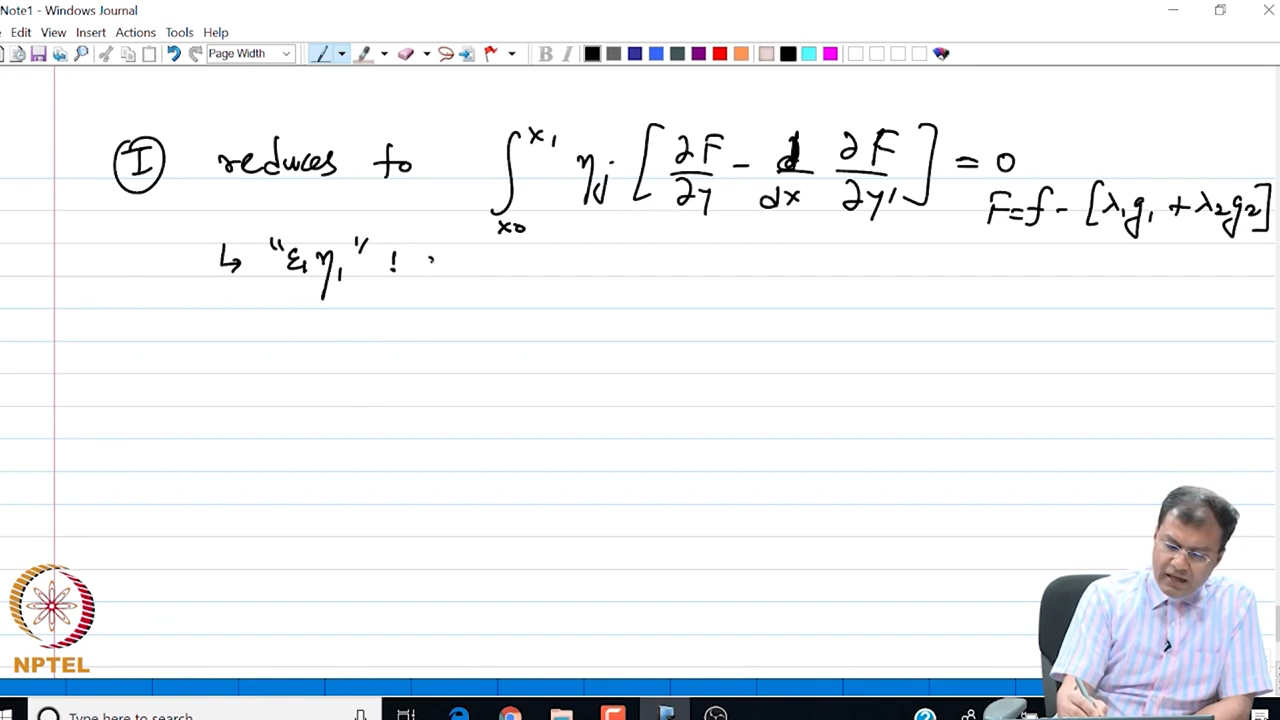 Note1 - Windows Journal
Edit View Insert Actions Tools Help
Page Width B I
Ⓘ reduces to ∫_{x0}^{x1} ηj [∂F/∂y - d/dx ∂F/∂y'] = 0
F = f - [λ1g1 + λ2g2]
↳ "ε1η1" !
NPTEL
Type here to search